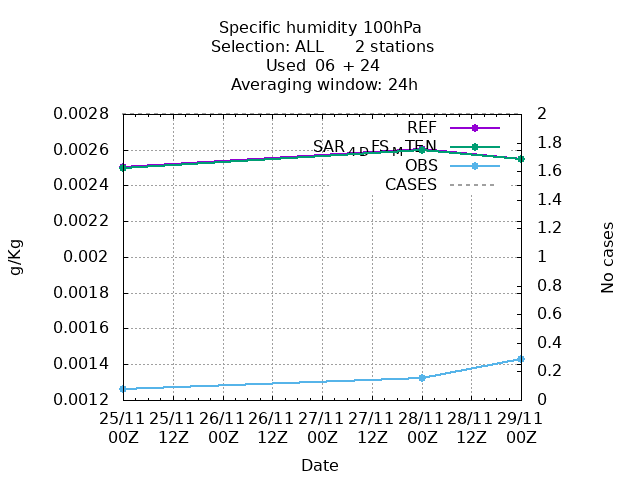 Specific humidity 100hPa
Selection: ALL 2 stations
Used 06 + 24
Averaging window: 24h
0.0028
0.0026
0.0024
0.0022
0.002
0.0018
0.0016
0.0014
0.0012
g/Kg
REF
SAR4DES_MTEN
OBS
CASES
2
1.8
1.6
1.4
1.2
1
0.8
0.6
0.4
0.2
0
No cases
25/11 25/11 26/11 26/11 27/11 27/11 28/11 28/11 29/11
00Z 12Z 00Z 12Z 00Z 12Z 00Z 12Z 00Z
Date